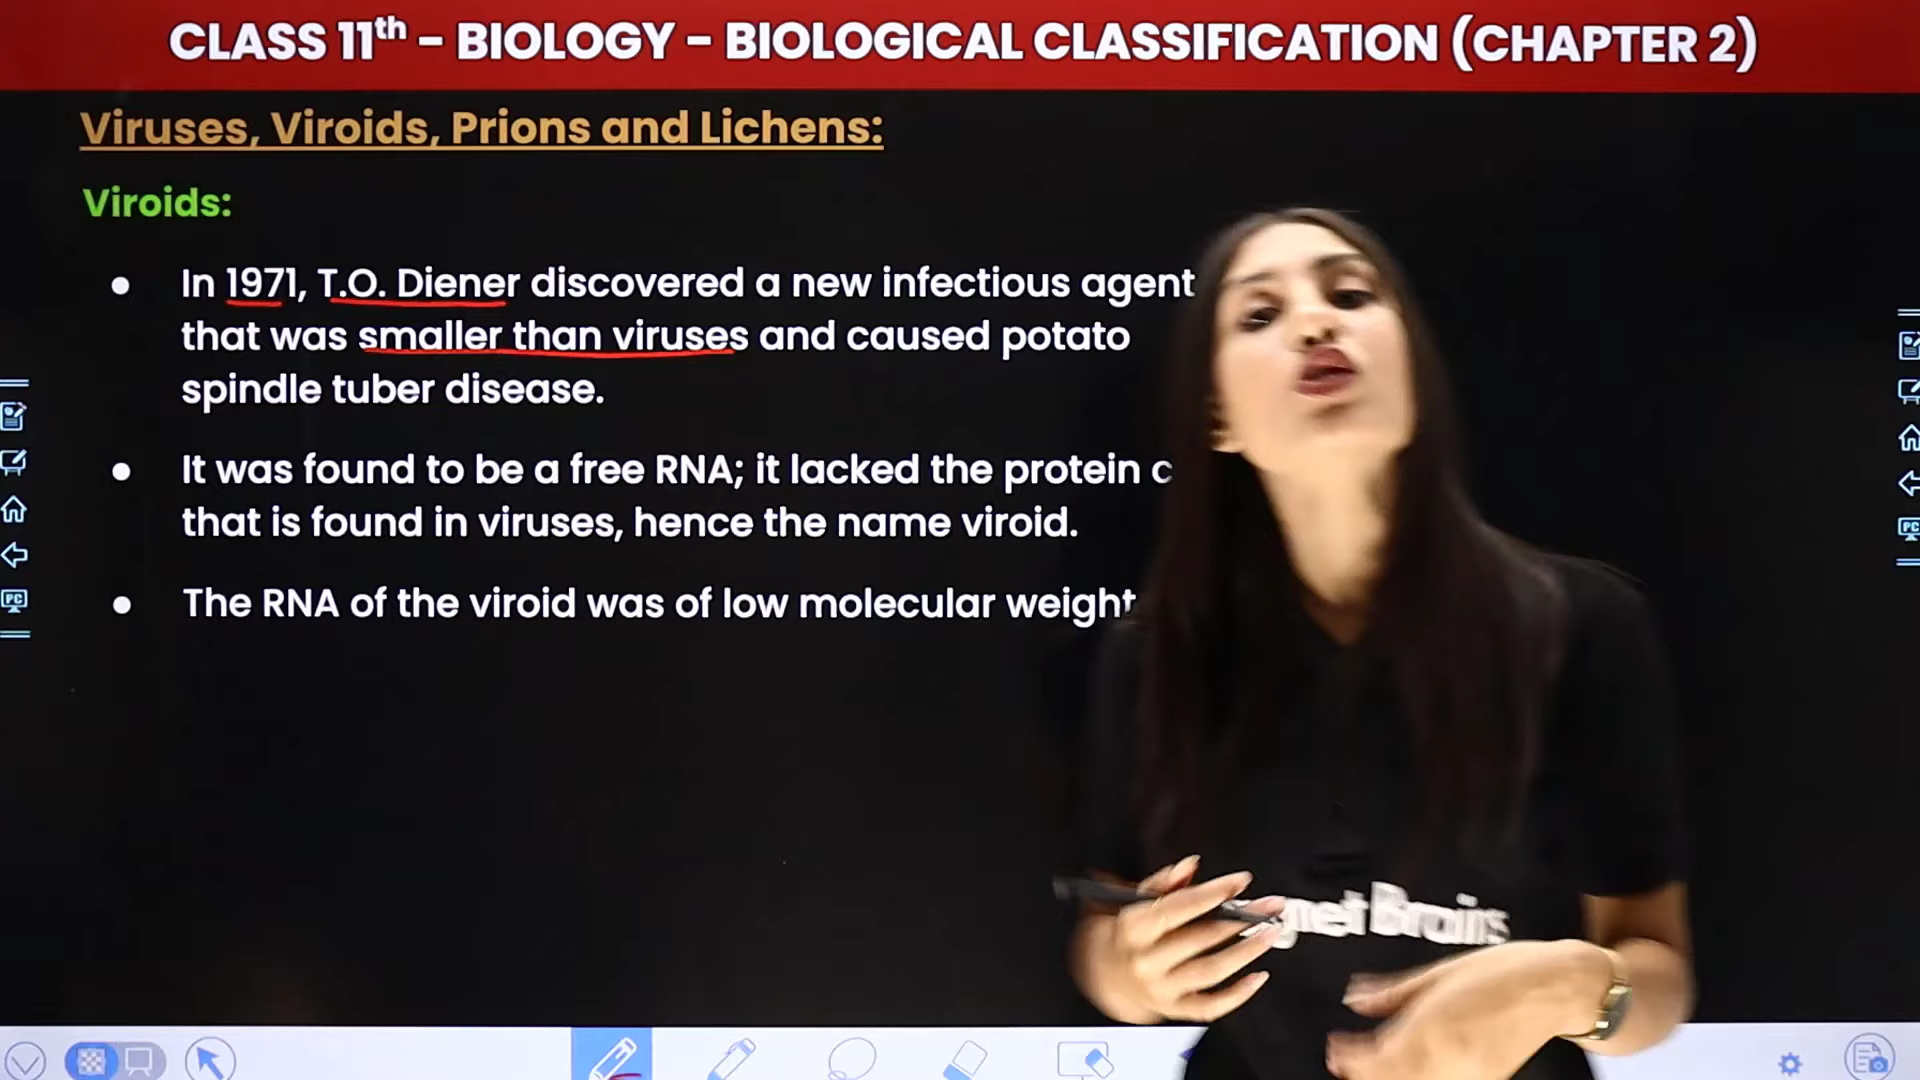 CLASS 11th - BIOLOGY - BIOLOGICAL CLASSIFICATION (CHAPTER 2)
Viruses, Viroids, Prions and Lichens:
Viroids:
• In 1971, T.O. Diener discovered a new infectious agent
that was smaller than viruses and caused potato
spindle tuber disease.
• It was found to be a free RNA; it lacked the protein
that is found in viruses, hence the name viroid.
• The RNA of the viroid was of low molecular weight
Brains
PC
PC